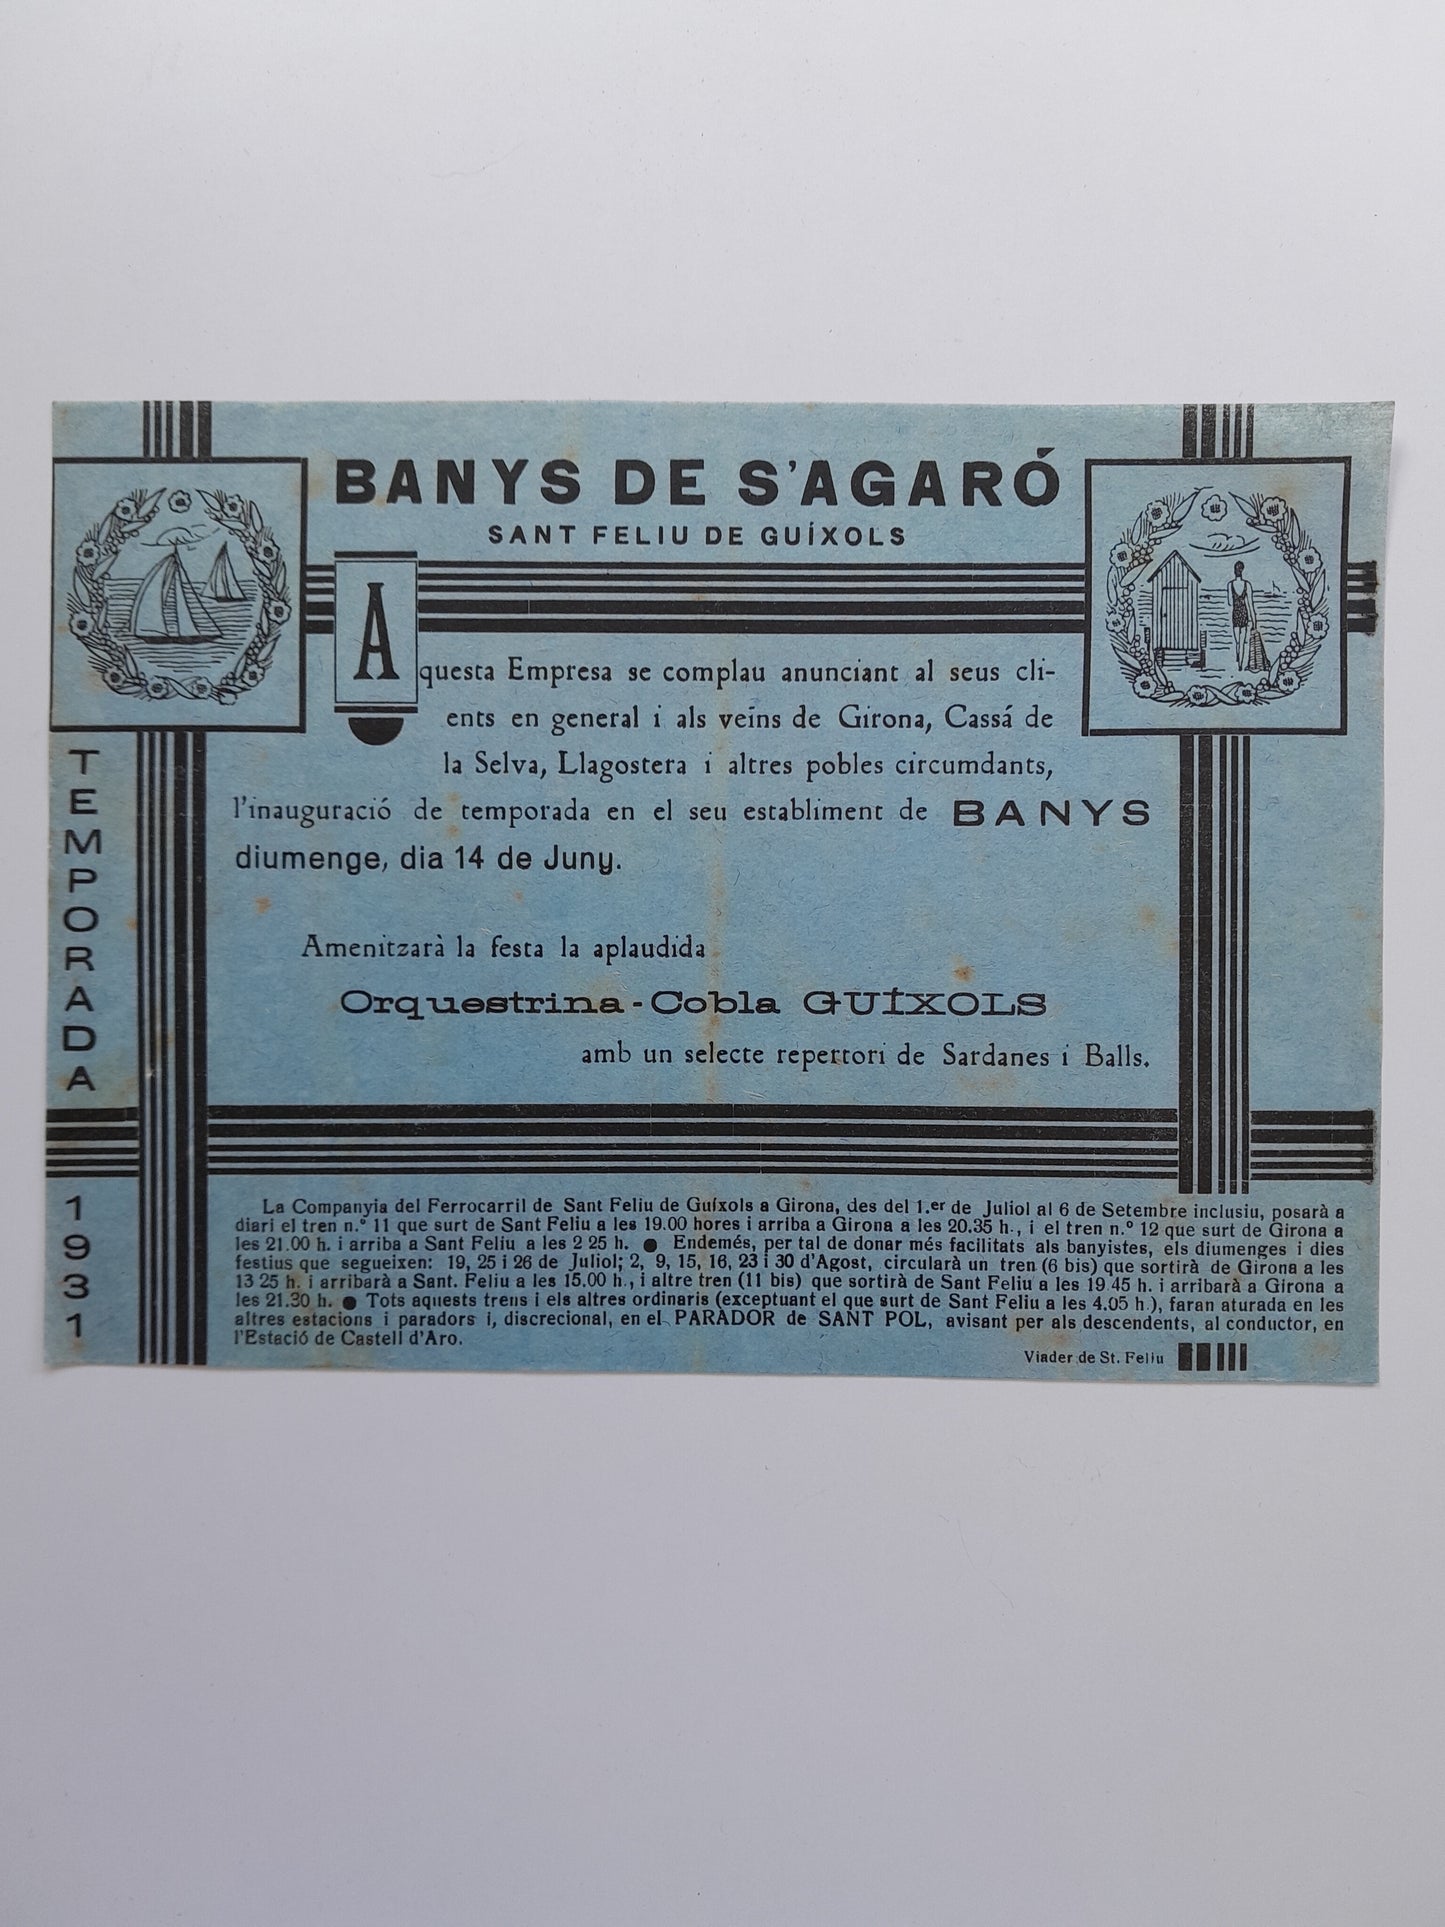 BANYS DE S'AGARÓ
SANT FELIU DE GUÍXOLS
Aquesta Empresa se complau anunciant al seus cli-
ents en general i als veïns de Girona, Cassá de
la Selva, Llagostera i altres pobles circumdants,
l'inauguració de temporada en el seu establiment de BANYS
diumenge, dia 14 de Juny.
Amenitzarà la festa la aplaudida
Orquestrina - Cobla GUÍXOLS
amb un selecte repertori de Sardanes i Balls.
TEMPORADA
1931
La Companyia del Ferrocarril de Sant Feliu de Guíxols a Girona, des del 1.er de Juliol al 6 de Setembre inclusiu, posarà a
diari el tren n.º 11 que surt de Sant Feliu a les 19.00 hores i arriba a Girona a les 20.35 h., i el tren n.º 12 que surt de Girona a
les 21.00 h. i arriba a Sant Feliu a les 2 25 h. ● Endemés, per tal de donar més facilitats als banyistes, els diumenges i dies
festius que segueixen: 19, 25 i 26 de Juliol; 2, 9, 15, 16, 23 i 30 d'Agost, circularà un tren (6 bis) que sortirà de Girona a les
13 25 h. i arribarà a Sant. Feliu a les 15.00 h., i altre tren (11 bis) que sortirà de Sant Feliu a les 19 45 h. i arribarà a Girona a
les 21.30 h. ● Tots aquests trens i els altres ordinaris (exceptuant el que surt de Sant Feliu a les 4.05 h.), faran aturada en les
altres estacions i paradors i, discrecional, en el PARADOR de SANT POL, avisant per als descendents, al conductor, en
l'Estació de Castell d'Aro.
Viader de St. Feliu